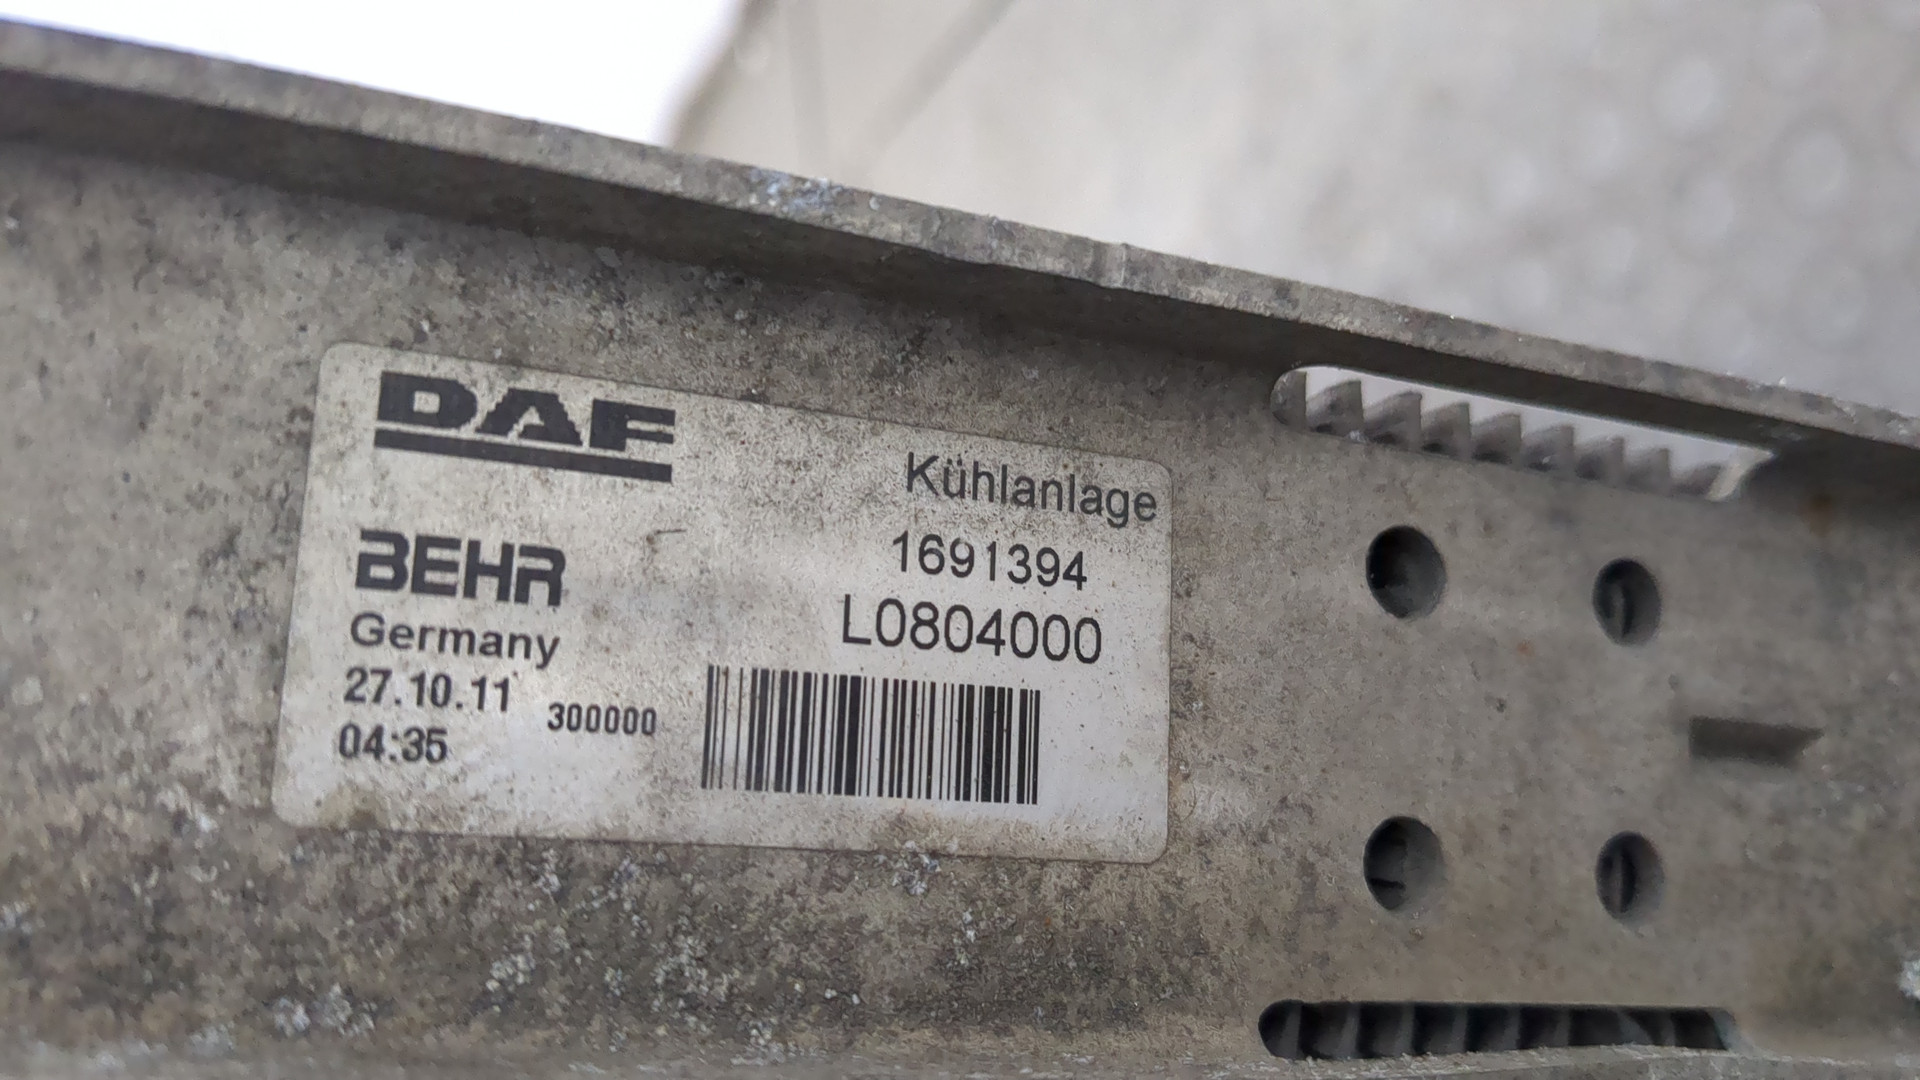 DAF
Kühlanlage
1691394
L0804000
BEHR
Germany
27.10.11
04:35
300000